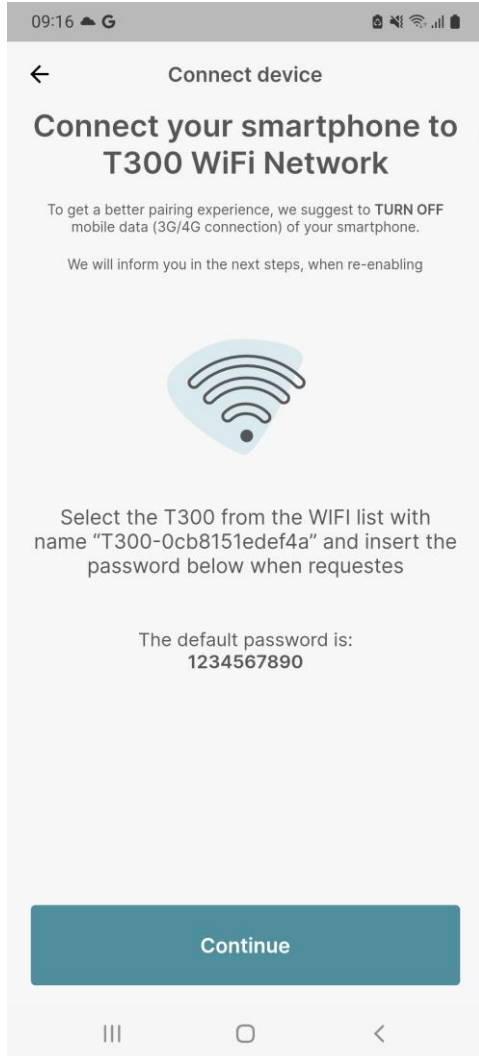 09:16 G
Connect device
Connect your smartphone to
T300 WiFi Network
To get a better pairing experience, we suggest to TURN OFF
mobile data (3G/4G connection) of your smartphone.
We will inform you in the next steps, when re-enabling
Select the T300 from the WIFI list with
name “T300-0cb8151edef4a” and insert the
password below when requestes
The default password is:
1234567890
Continue